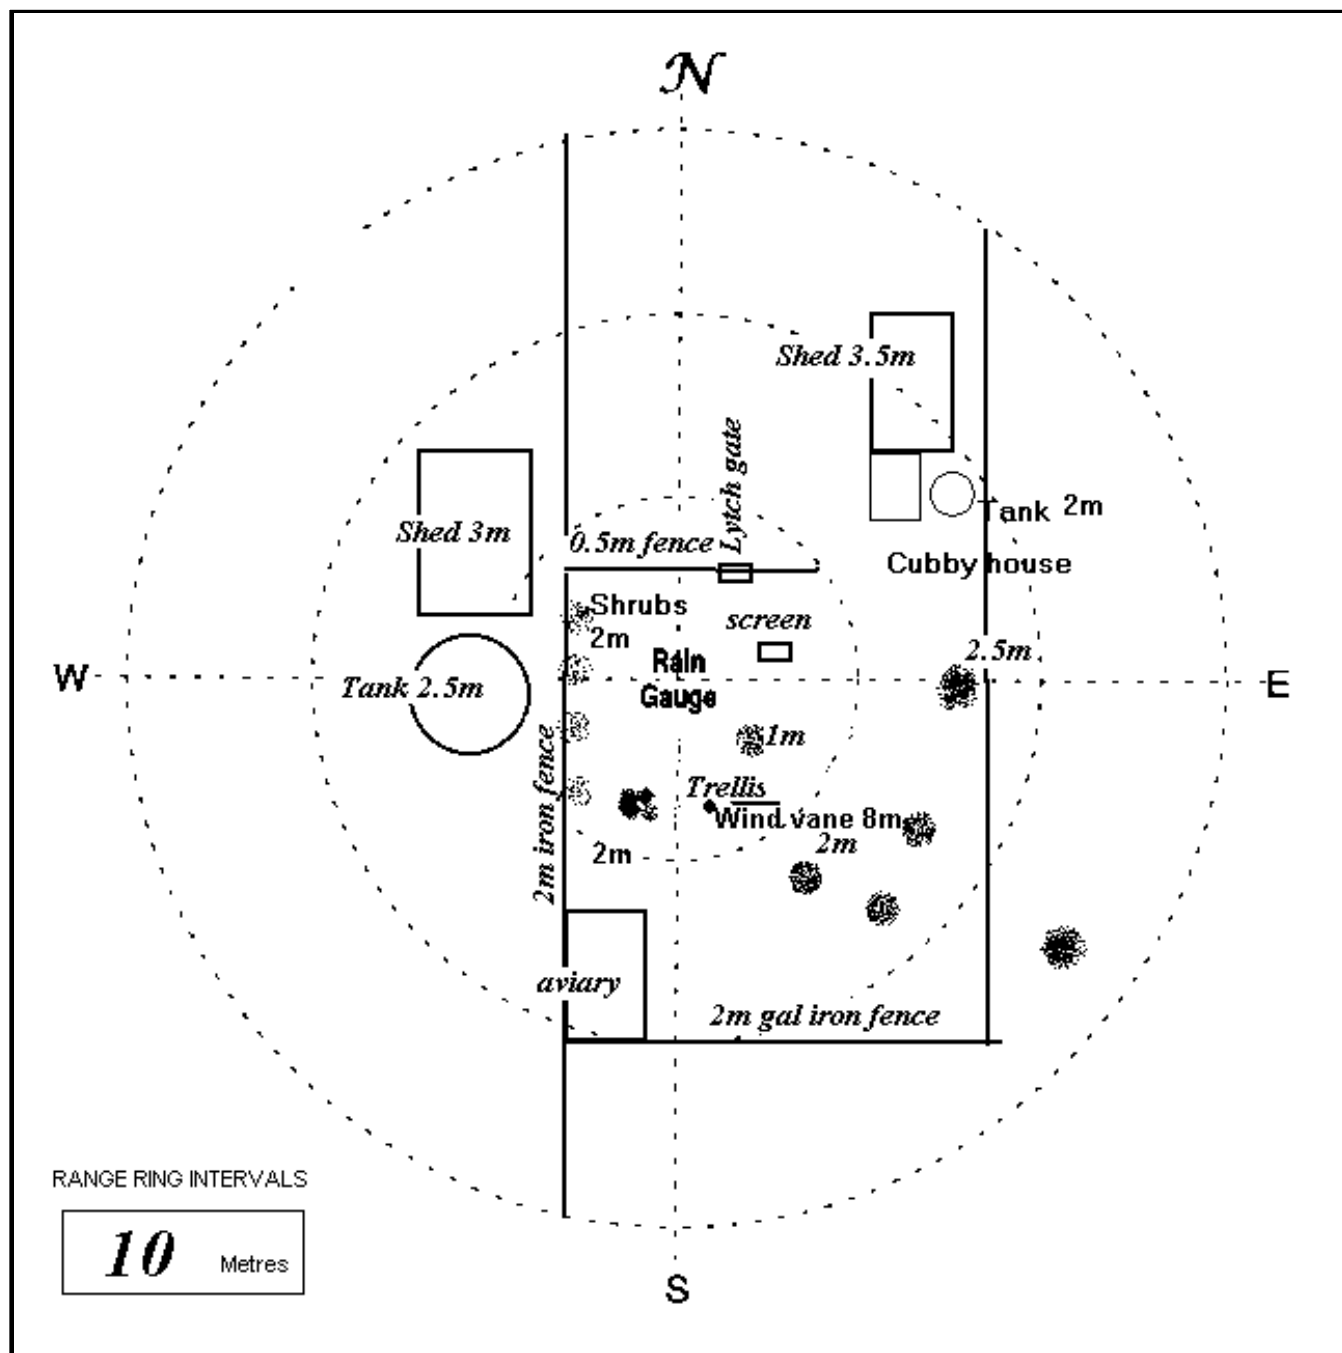 N
Shed 3.5m
Lytch gate
Shed 3m
0.5m fence
Tank 2m
Cubby house
Shrubs
2m
screen
2.5m
Rain
Gauge
W
E
Tank 2.5m
1m
2m iron fence
Trellis
Wind vane 8m
2m
2m
aviary
2m gal iron fence
RANGE RING INTERVALS
10 Metres
S